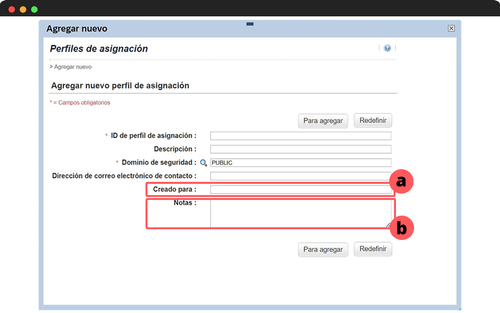 Agregar nuevo
Perfiles de asignación
> Agregar nuevo
Agregar nuevo perfil de asignación
* = Campos obligatorios
Para agregar Redefinir
* ID de perfil de asignación :
Descripción :
* Dominio de seguridad : PUBLIC
Dirección de correo electrónico de contacto :
Creado para : a
Notas : b
Para agregar Redefinir